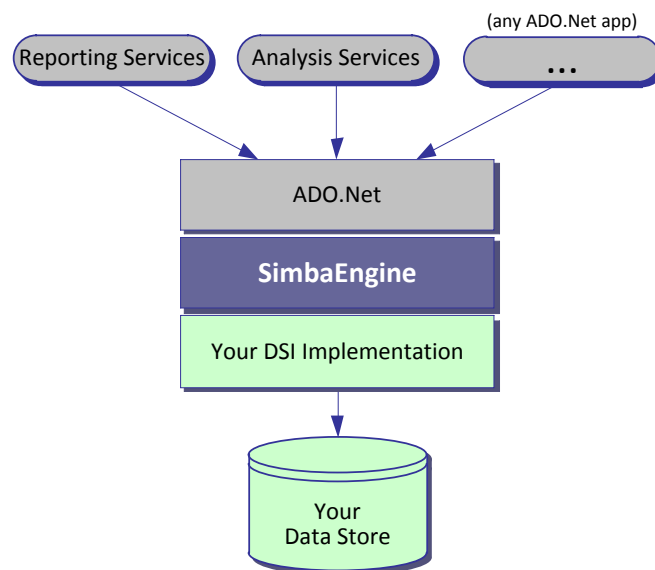 (any ADO.Net app)
Reporting Services
Analysis Services
...
ADO.Net
SimbaEngine
Your DSI Implementation
Your
Data Store